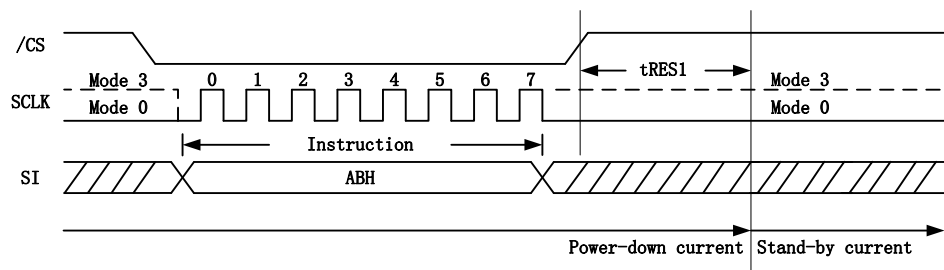 /CS
tRES1
Mode 3 0 1 2 3 4 5 6 7 Mode 3
SCLK
Mode 0 Mode 0
Instruction
SI ABH
Power-down current Stand-by current